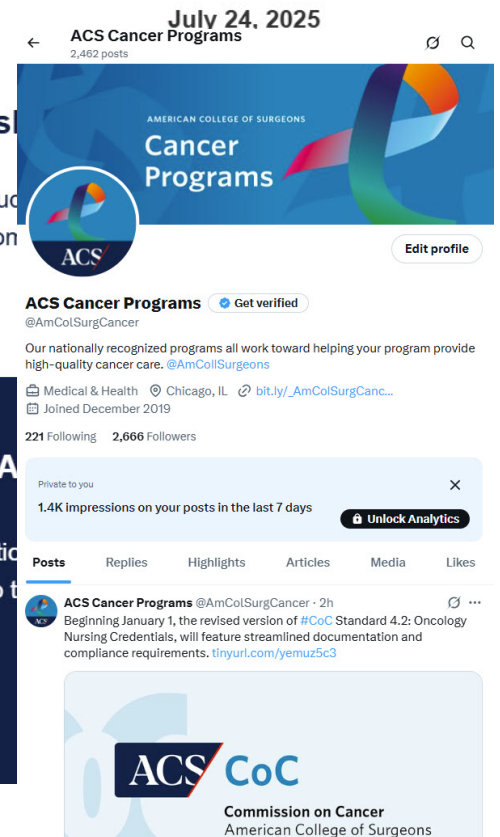 July 24, 2025
ACS Cancer Programs
2,462 posts
AMERICAN COLLEGE OF SURGEONS
Cancer
Programs
ACS
Edit profile
ACS Cancer Programs Get verified
@AmColSurgCancer
Our nationally recognized programs all work toward helping your program provide
high-quality cancer care. @AmCollSurgeons
Medical & Health Chicago, IL bit.ly/_AmColSurgCanc...
Joined December 2019
221 Following 2,666 Followers
Private to you
1.4K impressions on your posts in the last 7 days
Unlock Analytics
Posts Replies Highlights Articles Media Likes
ACS Cancer Programs @AmColSurgCancer · 2h
Beginning January 1, the revised version of #CoC Standard 4.2: Oncology
Nursing Credentials, will feature streamlined documentation and
compliance requirements. tinyurl.com/yemuz5c3
ACS CoC
Commission on Cancer
American College of Surgeons